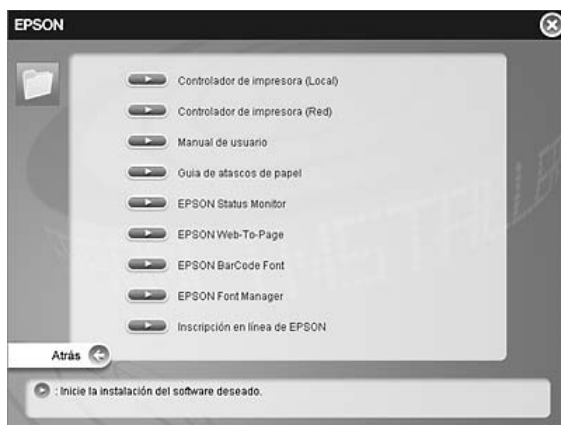 EPSON
Controlador de impresora (Local)
Controlador de impresora (Red)
Manual de usuario
Guía de atascos de papel
EPSON Status Monitor
EPSON Web-To-Page
EPSON BarCode Font
EPSON Font Manager
Inscripción en línea de EPSON
Atrás
: Inicie la instalación del software deseado.